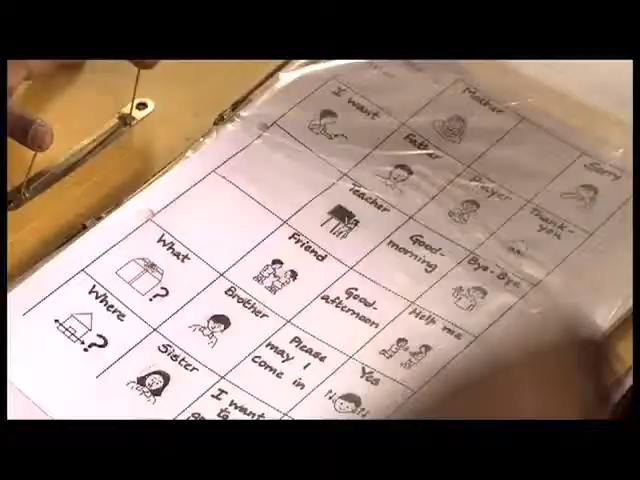 I want
Mother
Sorry
Father
Prayer
Thank-
you
Teacher
Good-
morning
Bye-Bye
What
?
Friend
Good-
afternoon
Help me
Where
?
Brother
Please
may I
come in
Yes
Sister
I want
to